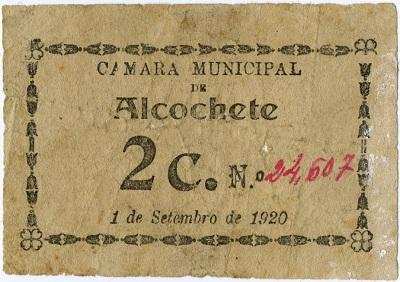 CAMARA MUNICIPAL
DE
Alcochete
2 C. N.º 24,607
1 de Setembro de 1920